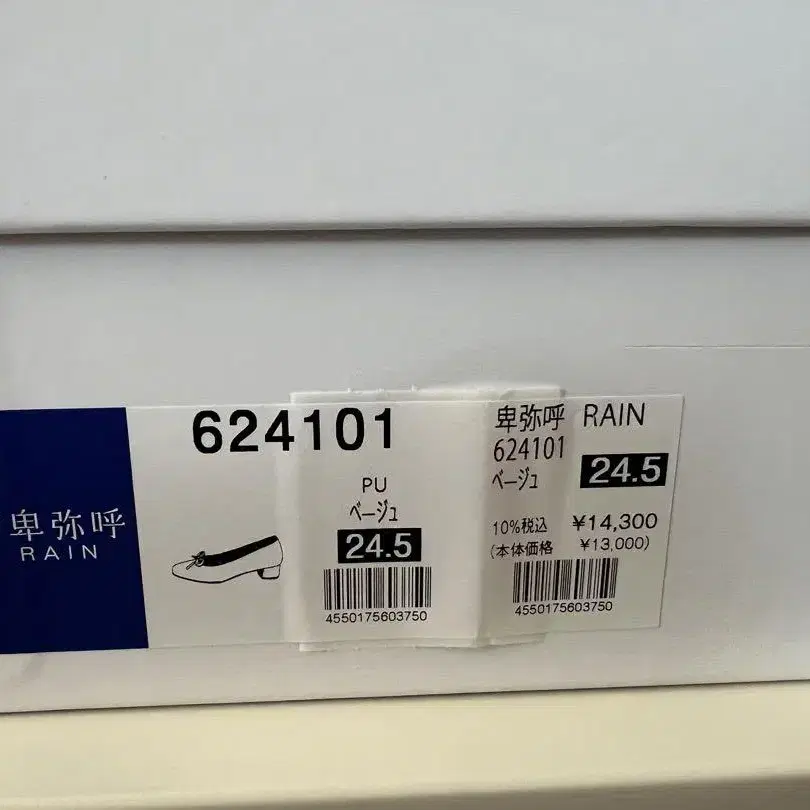 卑弥呼
RAIN
624101
PU
ベージュ
24.5
4550175603750
卑弥呼 RAIN
624101
ベージュ
24.5
10%税込 ¥14,300
(本体価格 ¥13,000)
4550175603750